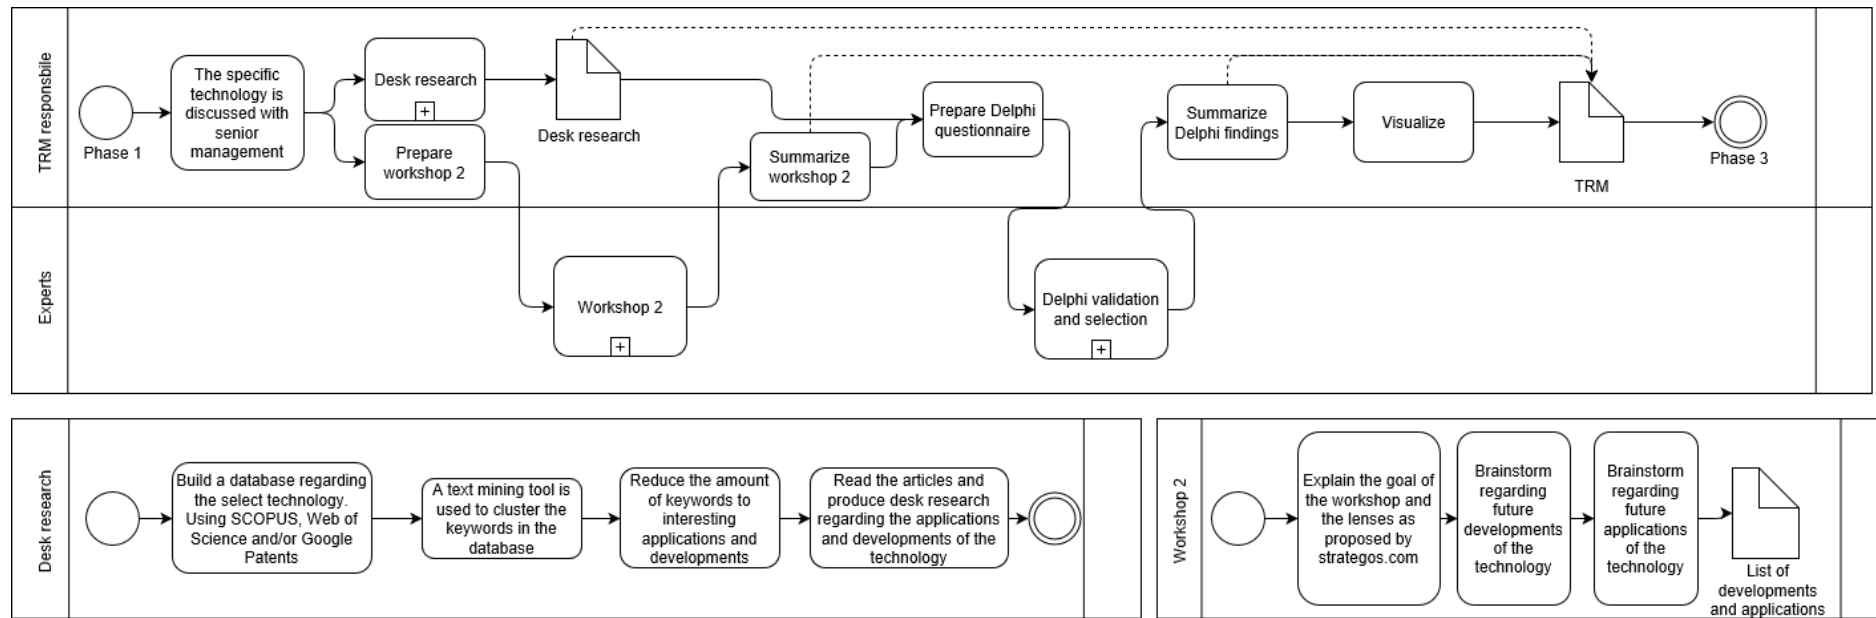 TRM responsbile
Phase 1
The specific
technology is
discussed with
senior
management
Desk research
+
Prepare
workshop 2
Desk research
Summarize
workshop 2
Prepare Delphi
questionnaire
Summarize
Delphi findings
Visualize
TRM
Phase 3
Experts
Workshop 2
+
Delphi validation
and selection
+
Desk research
Build a database regarding
the select technology.
Using SCOPUS, Web of
Science and/or Google
Patents
A text mining tool is
used to cluster the
keywords in the
database
Reduce the amount
of keywords to
interesting
applications and
developments
Read the articles and
produce desk research
regarding the applications
and developments of the
technology
Workshop 2
Explain the goal of
the workshop and
the lenses as
proposed by
strategos.com
Brainstorm
regarding
future
developments
of the
technology
Brainstorm
regarding
future
applications
of the
technology
List of
developments
and applications